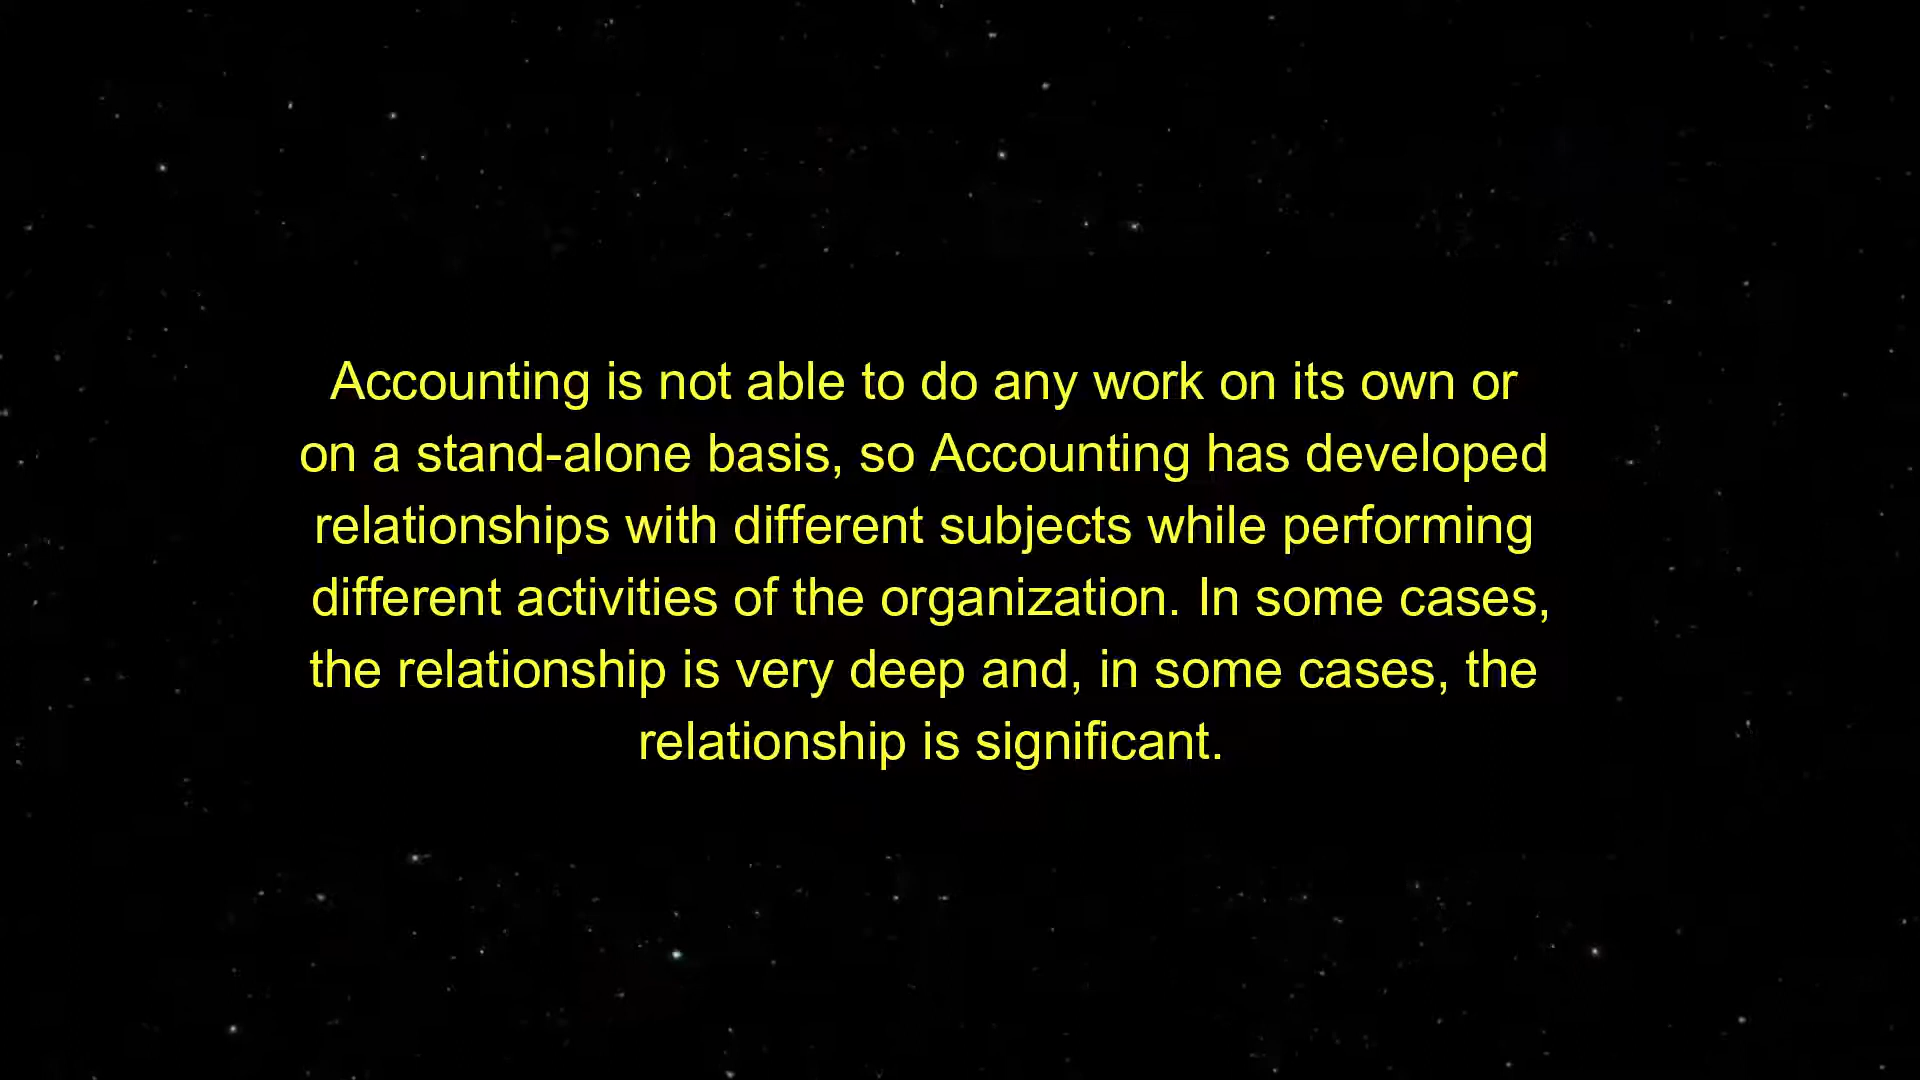 Accounting is not able to do any work on its own or
on a stand-alone basis, so Accounting has developed
relationships with different subjects while performing
different activities of the organization. In some cases,
the relationship is very deep and, in some cases, the
relationship is significant.